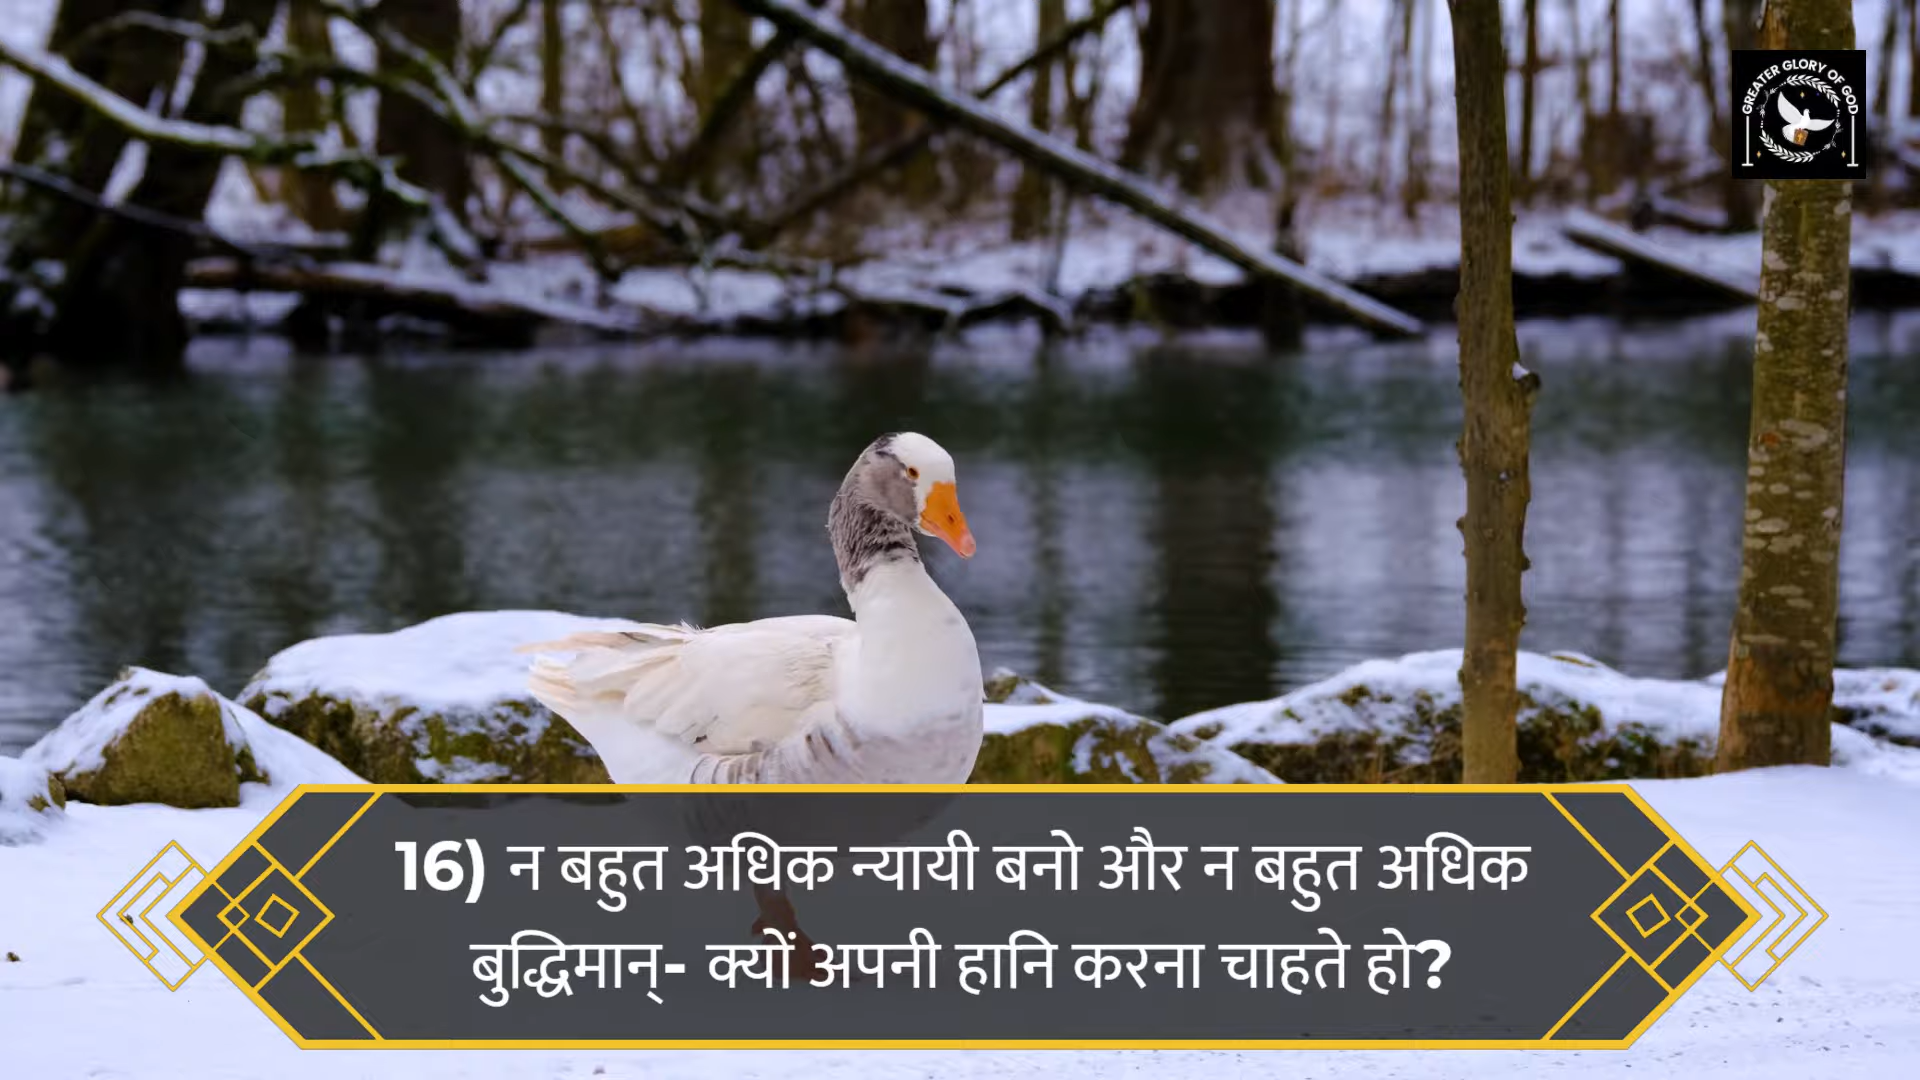 GREATER GLORY OF GOD
16) न बहुत अधिक न्यायी बनो और न बहुत अधिक
बुद्धिमान्- क्यों अपनी हानि करना चाहते हो?